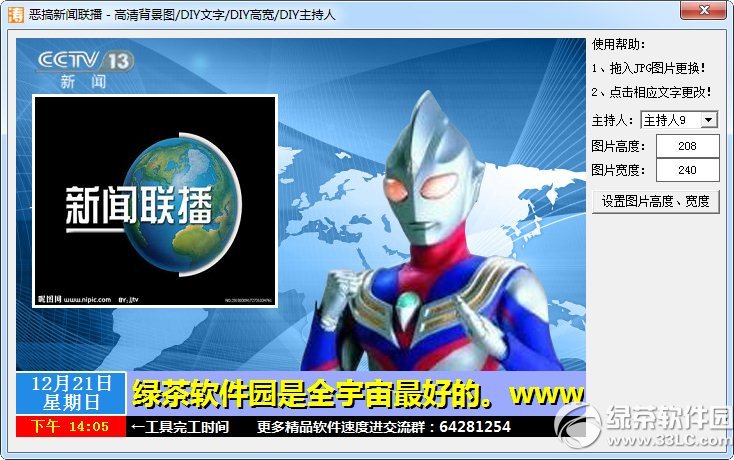 恶搞新闻联播 - 高清背景图/DIY文字/DIY高宽/DIY主持人
CCTV 13
新闻
新闻联播
昵图网 www.nipic.com BY:jtv
使用帮助:
1、拖入JPG图片更换!
2、点击相应文字更改!
主持人: 主持人9
图片高度: 208
图片宽度: 240
设置图片高度、宽度
12月21日
星期日
绿茶软件园是全宇宙最好的。www
下午 14:05
←工具完工时间 更多精品软件速度进交流群:64281254
绿茶软件园
www.33LC.com